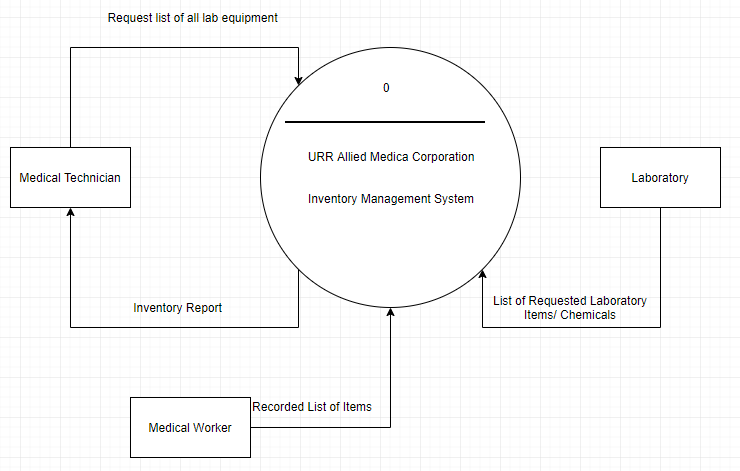 Request list of all lab equipment
0
URR Allied Medica Corporation
Inventory Management System
Medical Technician
Laboratory
Inventory Report
List of Requested Laboratory
Items/ Chemicals
Recorded List of Items
Medical Worker